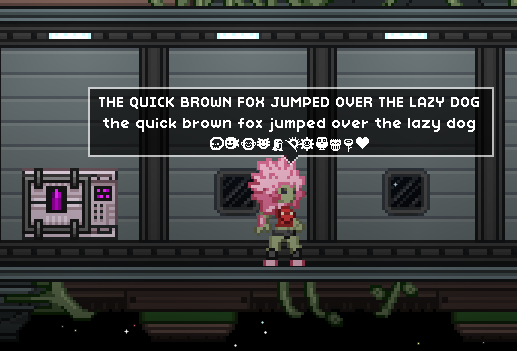 THE QUICK BROWN FOX JUMPED OVER THE LAZY DOG
the quick brown fox jumped over the lazy dog